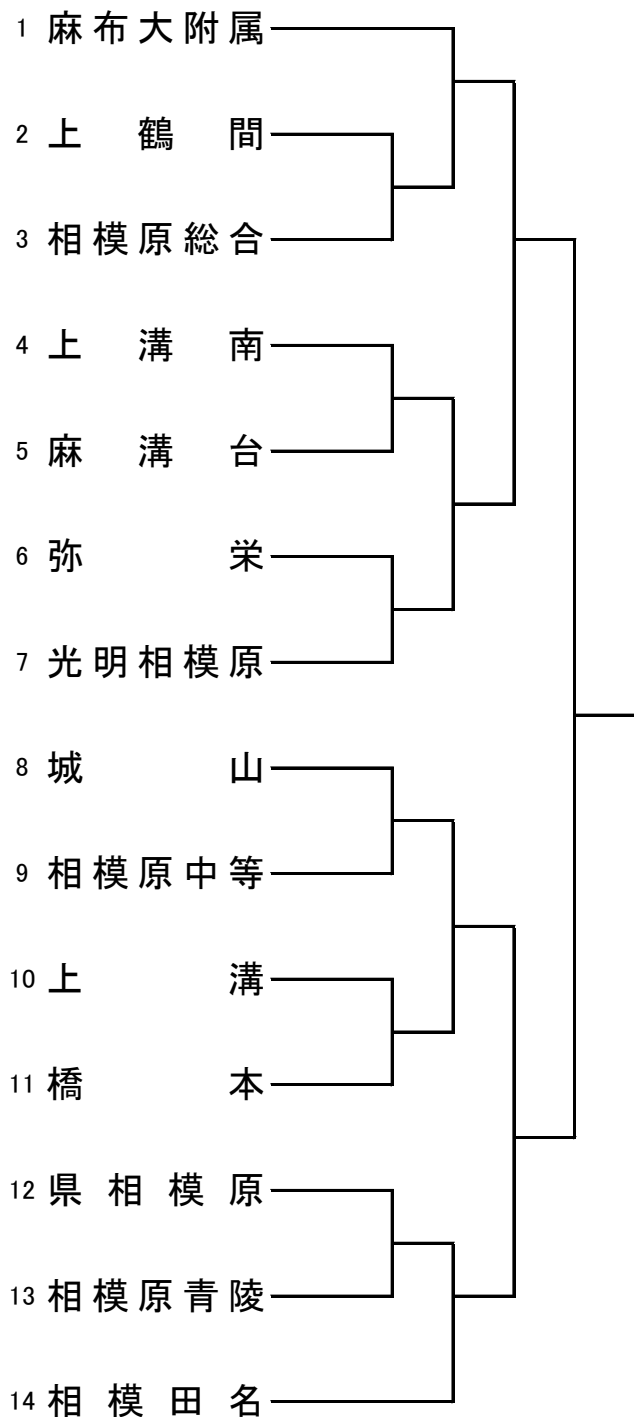 1 麻布大附属
2 上鶴間
3 相模原総合
4 上溝南
5 麻溝台
6 弥栄
7 光明相模原
8 城山
9 相模原中等
10 上溝
11 橋本
12 県相模原
13 相模原青陵
14 相模田名